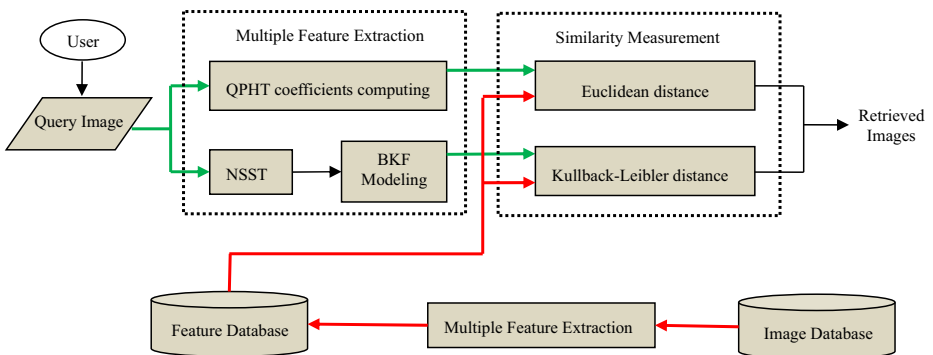 User
Multiple Feature Extraction
Similarity Measurement
QPHT coefficients computing
Euclidean distance
Query Image
Retrieved
Images
NSST
BKF
Modeling
Kullback-Leibler distance
Feature Database
Multiple Feature Extraction
Image Database